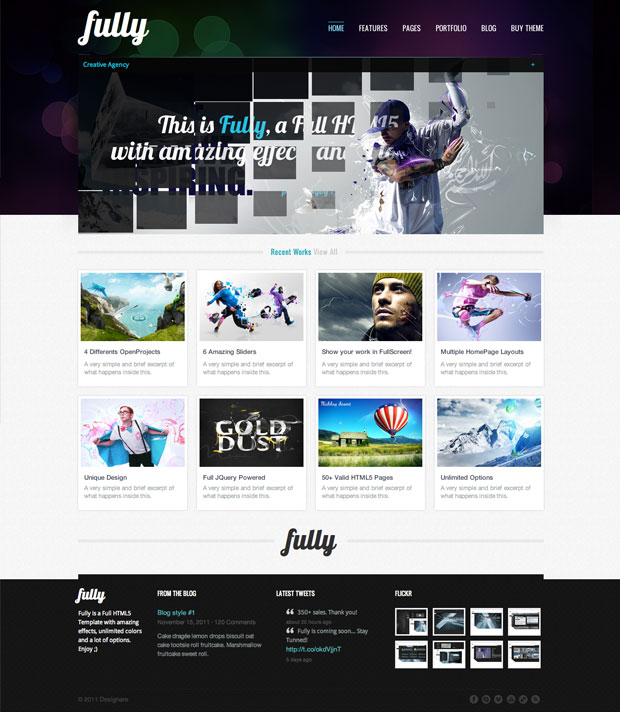 fully
HOME FEATURES PAGES PORTFOLIO BLOG BUY THEME
Creative Agency +
This is Fully, a Full HTML5
with amazing effec and
INSPIRING.
Recent Works View All
4 Differents OpenProjects
A very simple and brief excerpt of
what happens inside this.
6 Amazing Sliders
A very simple and brief excerpt of
what happens inside this.
Show your work in FullScreen!
A very simple and brief excerpt of
what happens inside this.
Multiple HomePage Layouts
A very simple and brief excerpt of
what happens inside this.
Unique Design
A very simple and brief excerpt of
what happens inside this.
GOLD
DUST
Full JQuery Powered
A very simple and brief excerpt of
what happens inside this.
50+ Valid HTML5 Pages
A very simple and brief excerpt of
what happens inside this.
Unlimited Options
A very simple and brief excerpt of
what happens inside this.
fully
fully
Fully is a Full HTML5
Template with amazing
effects, unlimited colors
and a lot of options.
Enjoy ;)
FROM THE BLOG
Blog style #1
November 15, 2011 - 120 Comments
Cake dragée lemon drops biscuit oat
cake tootsie roll fruitcake. Marshmallow
fruitcake sweet roll.
LATEST TWEETS
“ 350+ sales. Thank you!
about 20 hours ago
“ Fully is coming soon... Stay
Tunned!
http://t.co/okdVjjnT
5 days ago
FLICKR
© 2011 Designare